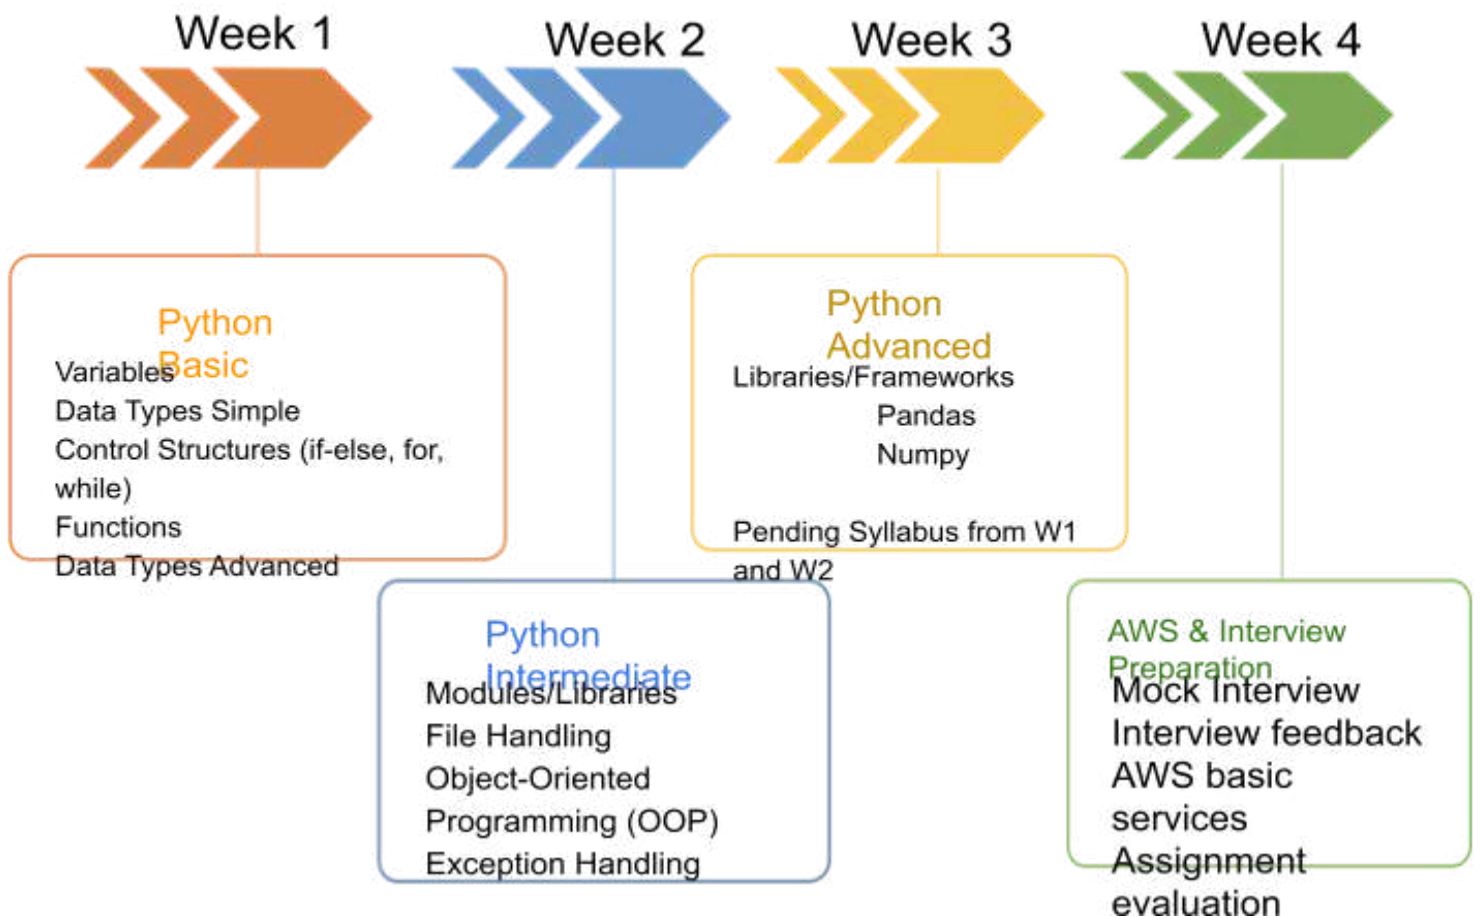 Week 1
Week 2
Week 3
Week 4
Python
Basic
Variables
Data Types Simple
Control Structures (if-else, for,
while)
Functions
Data Types Advanced
Python
Intermediate
Modules/Libraries
File Handling
Object-Oriented
Programming (OOP)
Exception Handling
Python
Advanced
Libraries/Frameworks
Pandas
Numpy
Pending Syllabus from W1
and W2
AWS & Interview
Preparation
Mock Interview
Interview feedback
AWS basic
services
Assignment
evaluation